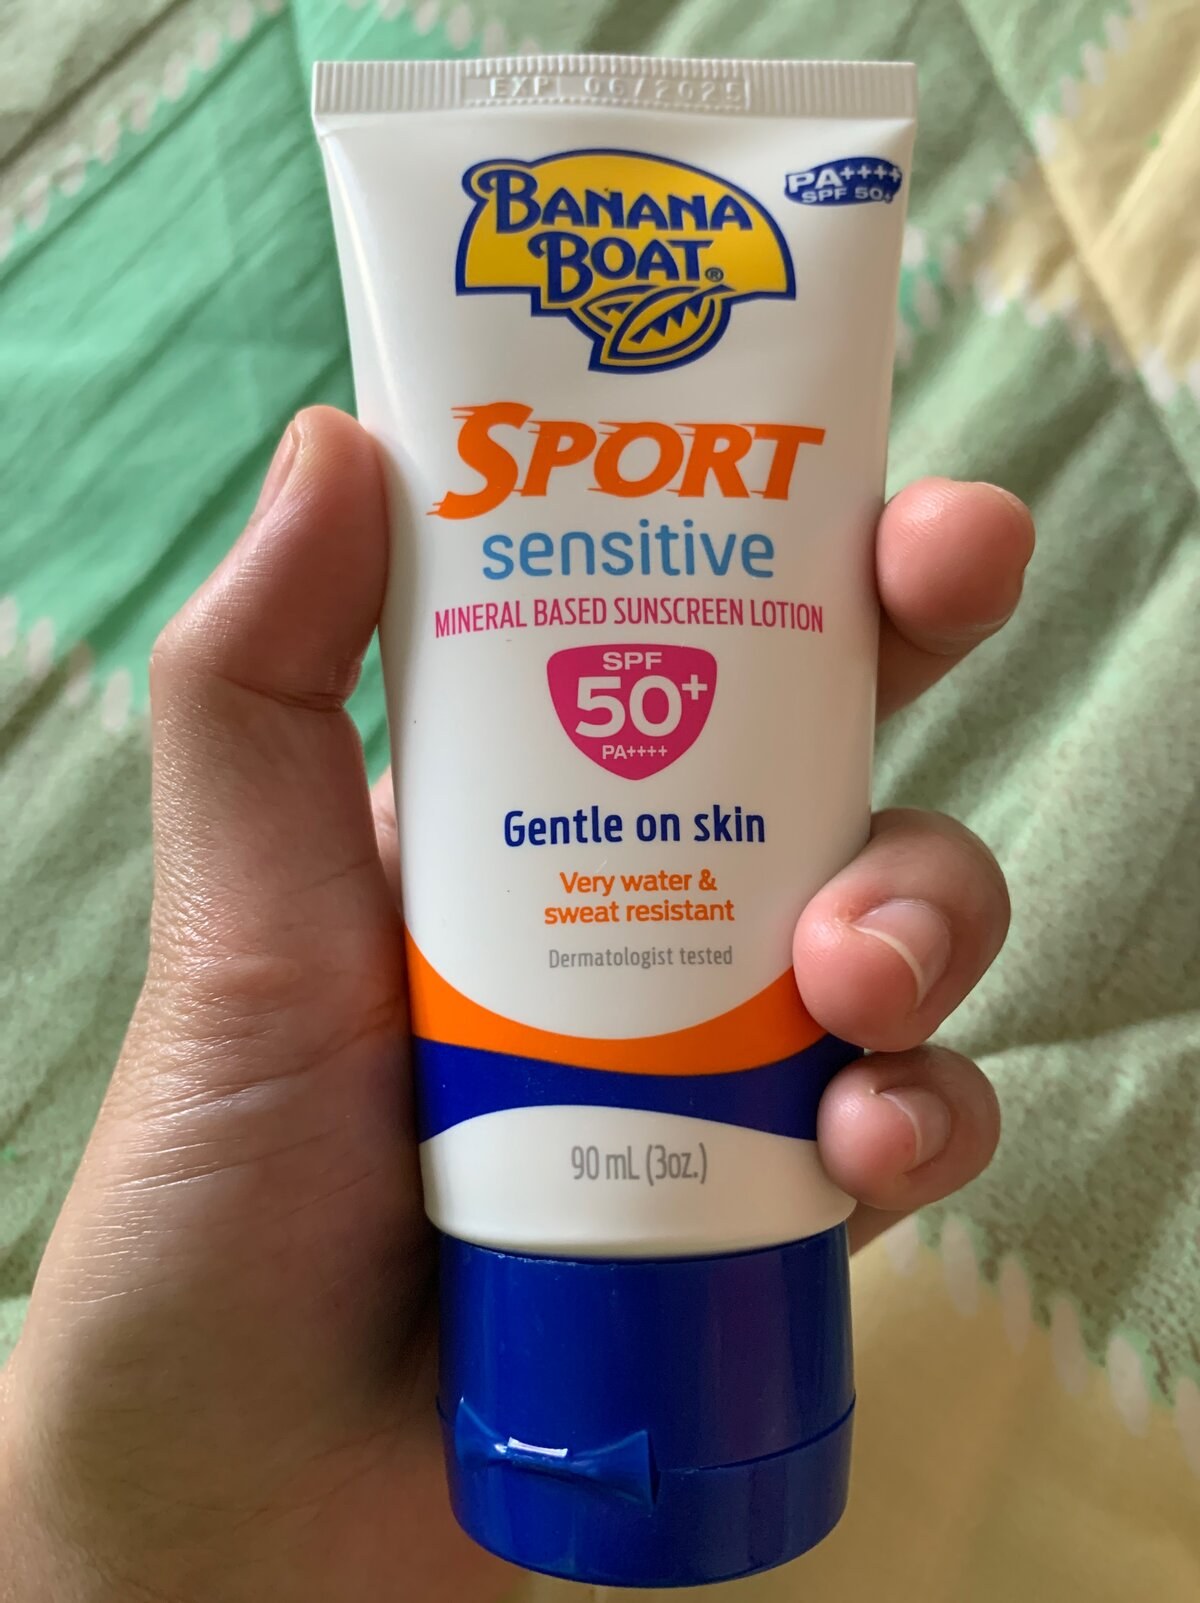 EXP 06/2025
BANANA
BOAT®
PA++++
SPF 50+
SPORT
sensitive
MINERAL BASED SUNSCREEN LOTION
SPF
50+
PA++++
Gentle on skin
Very water &
sweat resistant
Dermatologist tested
90 mL (3oz.)